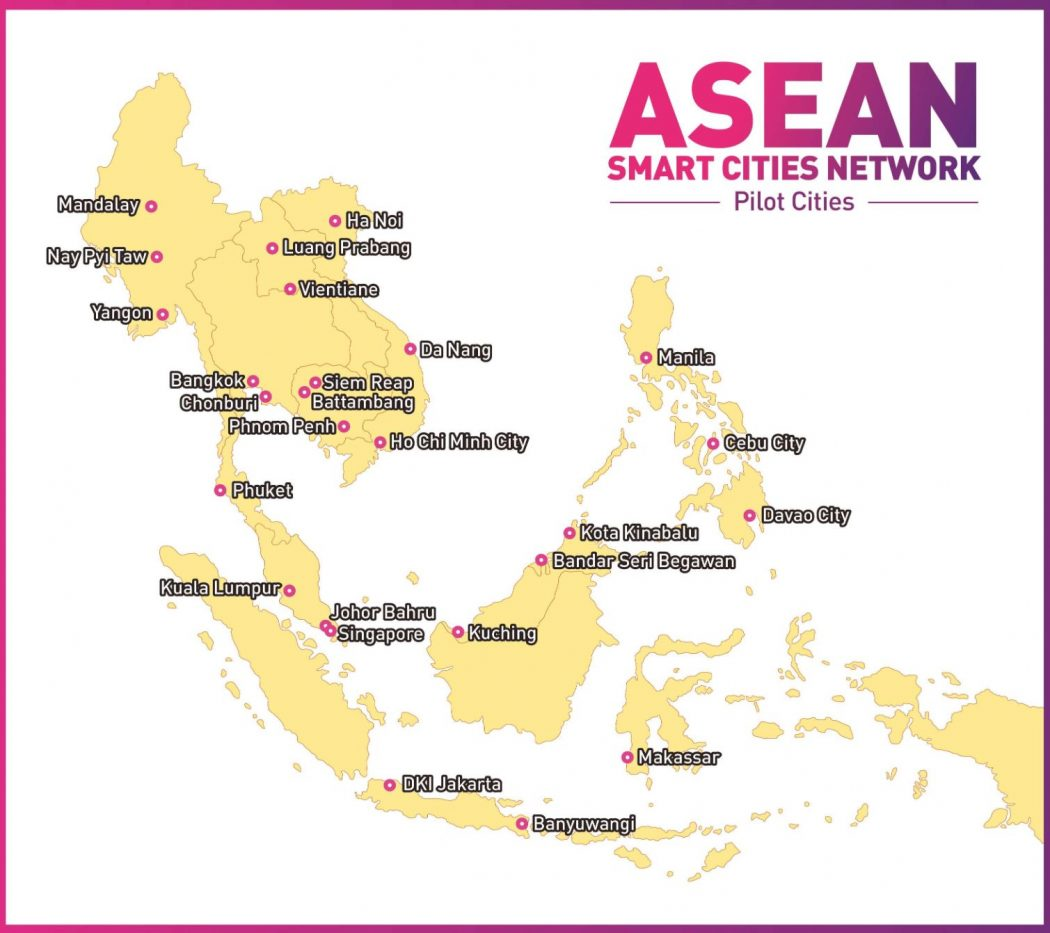 ASEAN
SMART CITIES NETWORK
Pilot Cities
Mandalay
Ha Noi
Luang Prabang
Nay Pyi Taw
Vientiane
Yangon
Da Nang
Manila
Bangkok
Siem Reap
Chonburi
Battambang
Phnom Penh
Ho Chi Minh City
Cebu City
Phuket
Davao City
Kota Kinabalu
Bandar Seri Begawan
Kuala Lumpur
Johor Bahru
Singapore
Kuching
Makassar
DKI Jakarta
Banyuwangi